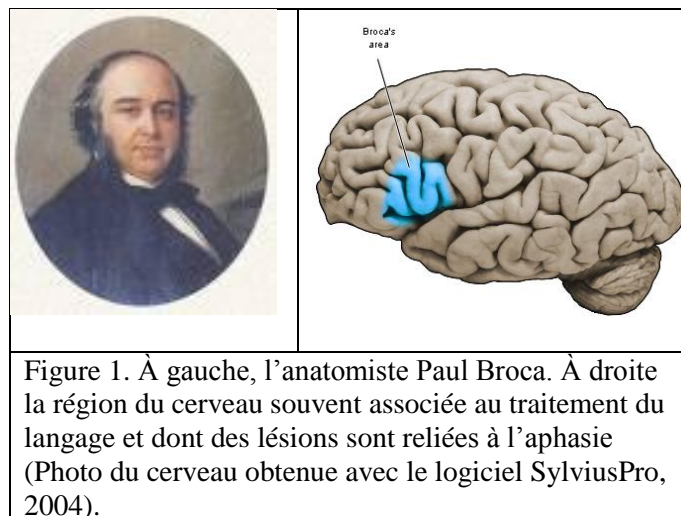 Broca's
area
Figure 1. À gauche, l'anatomiste Paul Broca. À droite
la région du cerveau souvent associée au traitement du
langage et dont des lésions sont reliées à l'aphasie
(Photo du cerveau obtenue avec le logiciel SylviusPro,
2004).